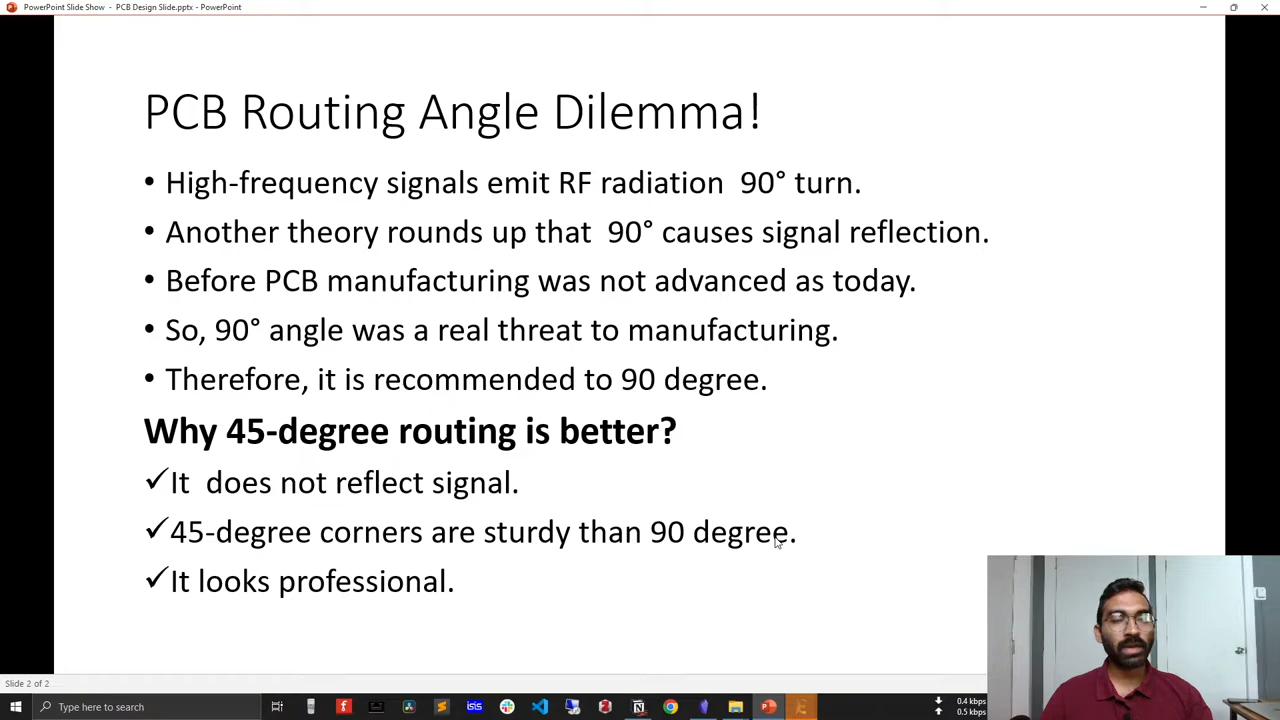 PowerPoint Slide Show - PCB Design Slide.pptx - PowerPoint
PCB Routing Angle Dilemma!
• High-frequency signals emit RF radiation 90° turn.
• Another theory rounds up that 90° causes signal reflection.
• Before PCB manufacturing was not advanced as today.
• So, 90° angle was a real threat to manufacturing.
• Therefore, it is recommended to 90 degree.
Why 45-degree routing is better?
✓It does not reflect signal.
✓45-degree corners are sturdy than 90 degree.
✓It looks professional.
Slide 2 of 2
Type here to search
0.4 kbps
0.5 kbps